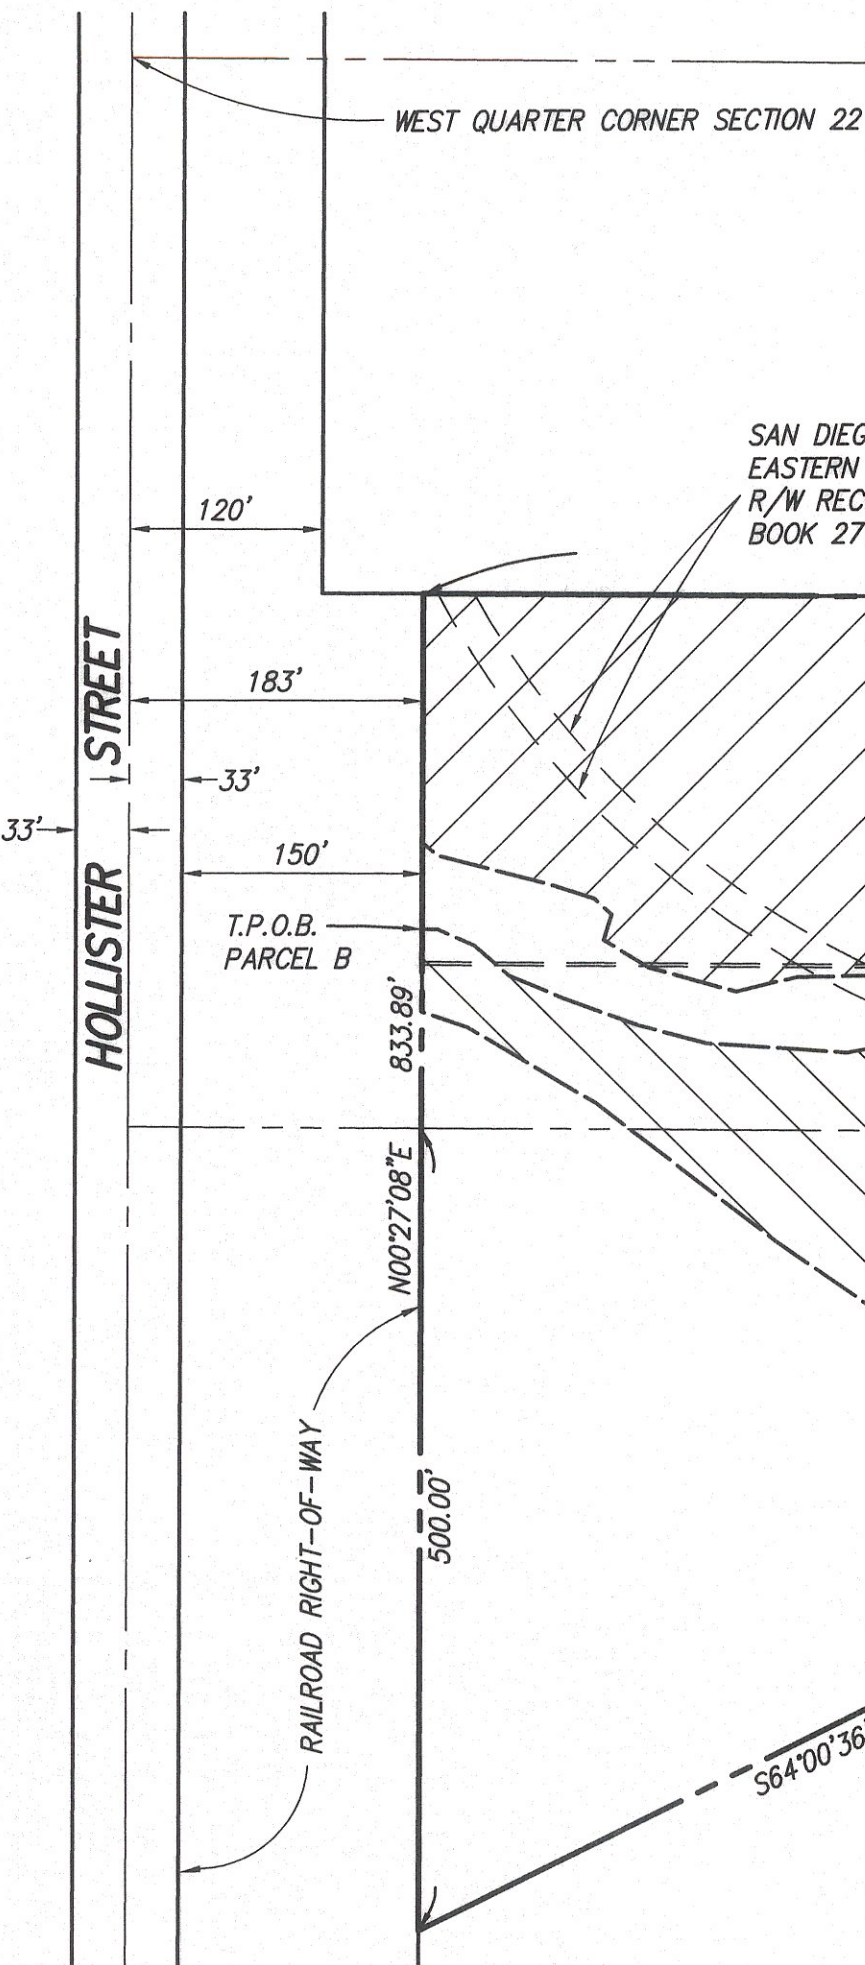 WEST QUARTER CORNER SECTION 22
SAN DIEG
EASTERN
R/W REC
BOOK 27
120'
STREET
183'
33'
33'
150'
HOLLISTER
T.P.O.B.
PARCEL B
833.89'
N00°27'08"E
RAILROAD RIGHT-OF-WAY
500.00'
S64°00'36